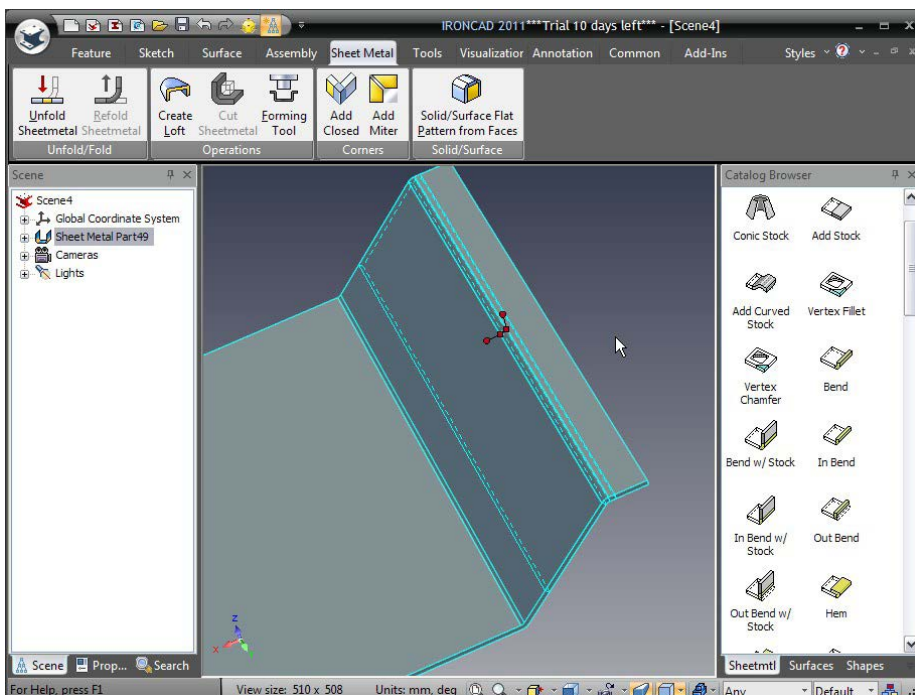 IRONCAD 2011***Trial 10 days left*** - [Scene4]
Feature Sketch Surface Assembly Sheet Metal Tools Visualizatior Annotation Common Add-Ins Styles
Unfold Sheetmetal
Refold Sheetmetal
Create Loft
Cut Sheetmetal
Forming Tool
Add Closed
Add Miter
Solid/Surface Flat Pattern from Faces
Unfold/Fold Operations Corners Solid/Surface
Scene
Scene4
Global Coordinate System
Sheet Metal Part49
Cameras
Lights
Scene Prop... Search
z
x
Catalog Browser
Conic Stock Add Stock
Add Curved Stock
Vertex Fillet
Vertex Chamfer
Bend
Bend w/ Stock In Bend
In Bend w/ Stock
Out Bend
Out Bend w/ Stock
Hem
Sheetmtl Surfaces Shapes
For Help, press F1 View size: 510 x 508 Units: mm, deg Any Default